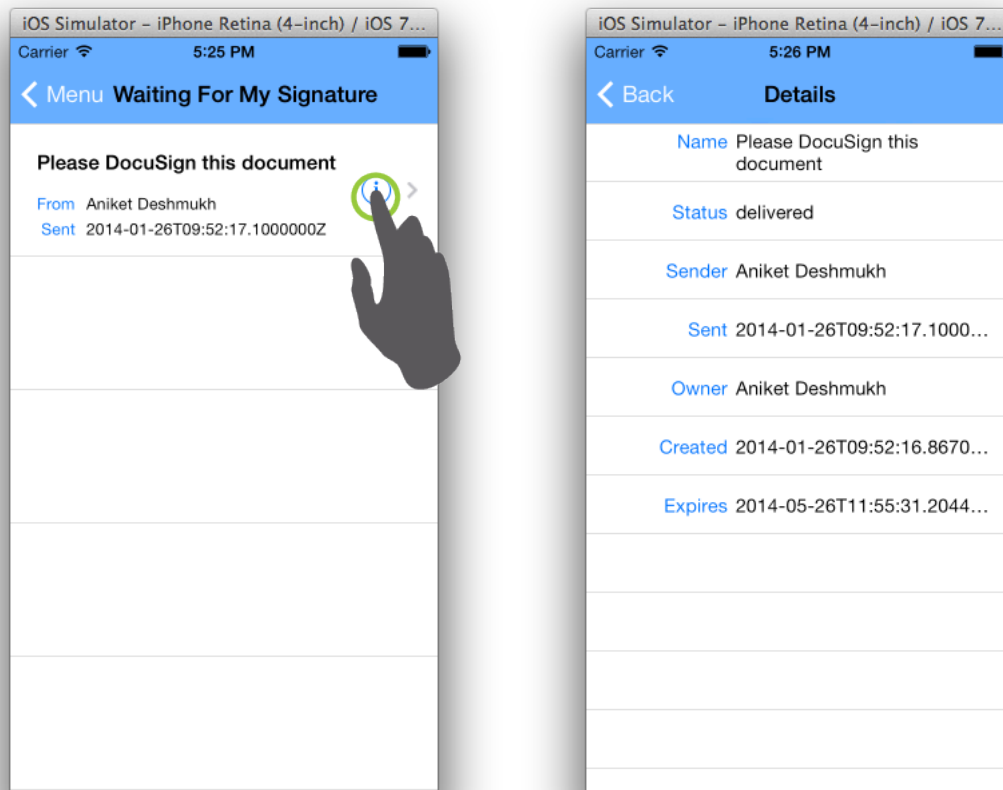 iOS Simulator – iPhone Retina (4-inch) / iOS 7...
Carrier 5:25 PM
Menu Waiting For My Signature
Please DocuSign this document
From Aniket Deshmukh
Sent 2014-01-26T09:52:17.1000000Z
iOS Simulator – iPhone Retina (4-inch) / iOS 7...
Carrier 5:26 PM
Back Details
Name Please DocuSign this
document
Status delivered
Sender Aniket Deshmukh
Sent 2014-01-26T09:52:17.1000...
Owner Aniket Deshmukh
Created 2014-01-26T09:52:16.8670...
Expires 2014-05-26T11:55:31.2044...